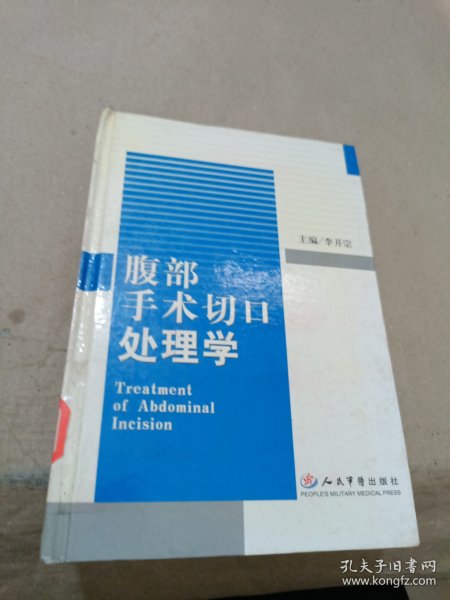 主编/李开宗
腹部
手术切口
处理学
Treatment
of Abdominal
Incision
人民军医出版社
PEOPLE'S MILITARY MEDICAL PRESS
孔夫子旧书网
www.kongfz.com